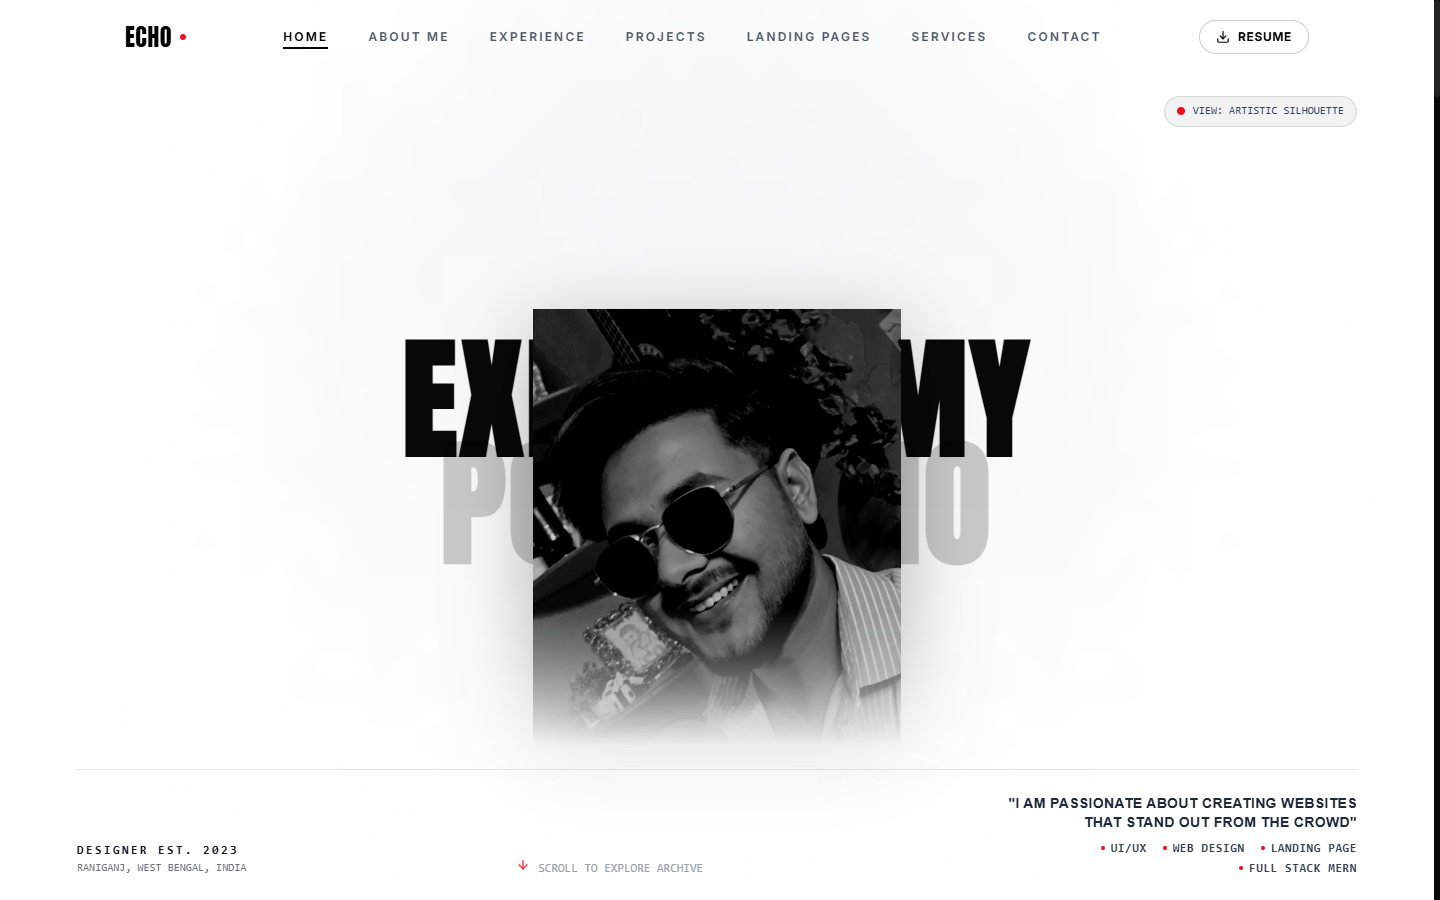 ECHO
HOME ABOUT ME EXPERIENCE PROJECTS LANDING PAGES SERVICES CONTACT
RESUME
VIEW: ARTISTIC SILHOUETTE
MY
"I AM PASSIONATE ABOUT CREATING WEBSITES
THAT STAND OUT FROM THE CROWD"
DESIGNER EST. 2023
RANIGANJ, WEST BENGAL, INDIA
SCROLL TO EXPLORE ARCHIVE
UI/UX WEB DESIGN LANDING PAGE
FULL STACK MERN